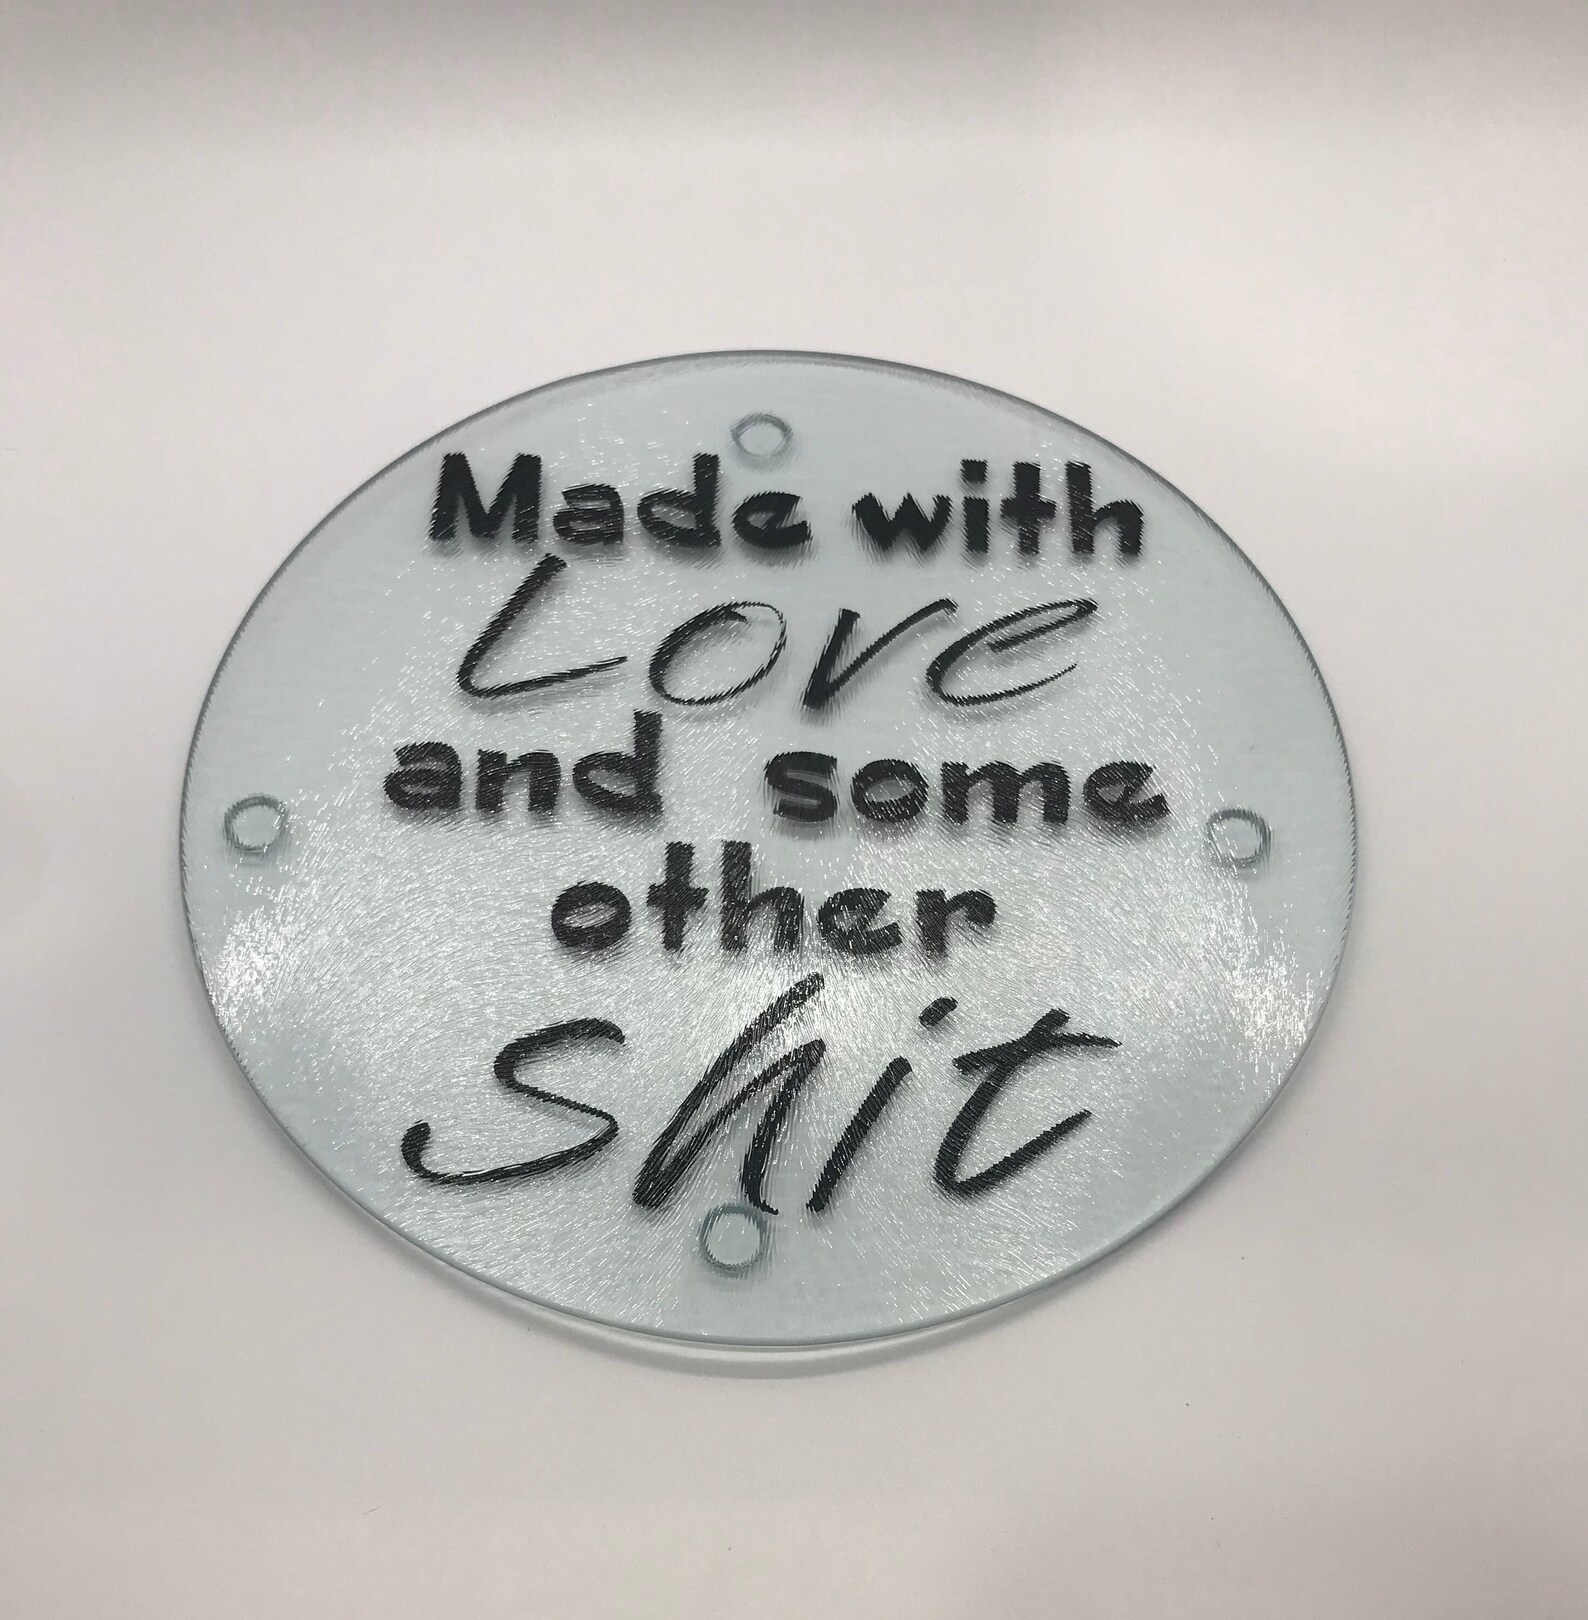 Made with
Love
and some
other
Shit